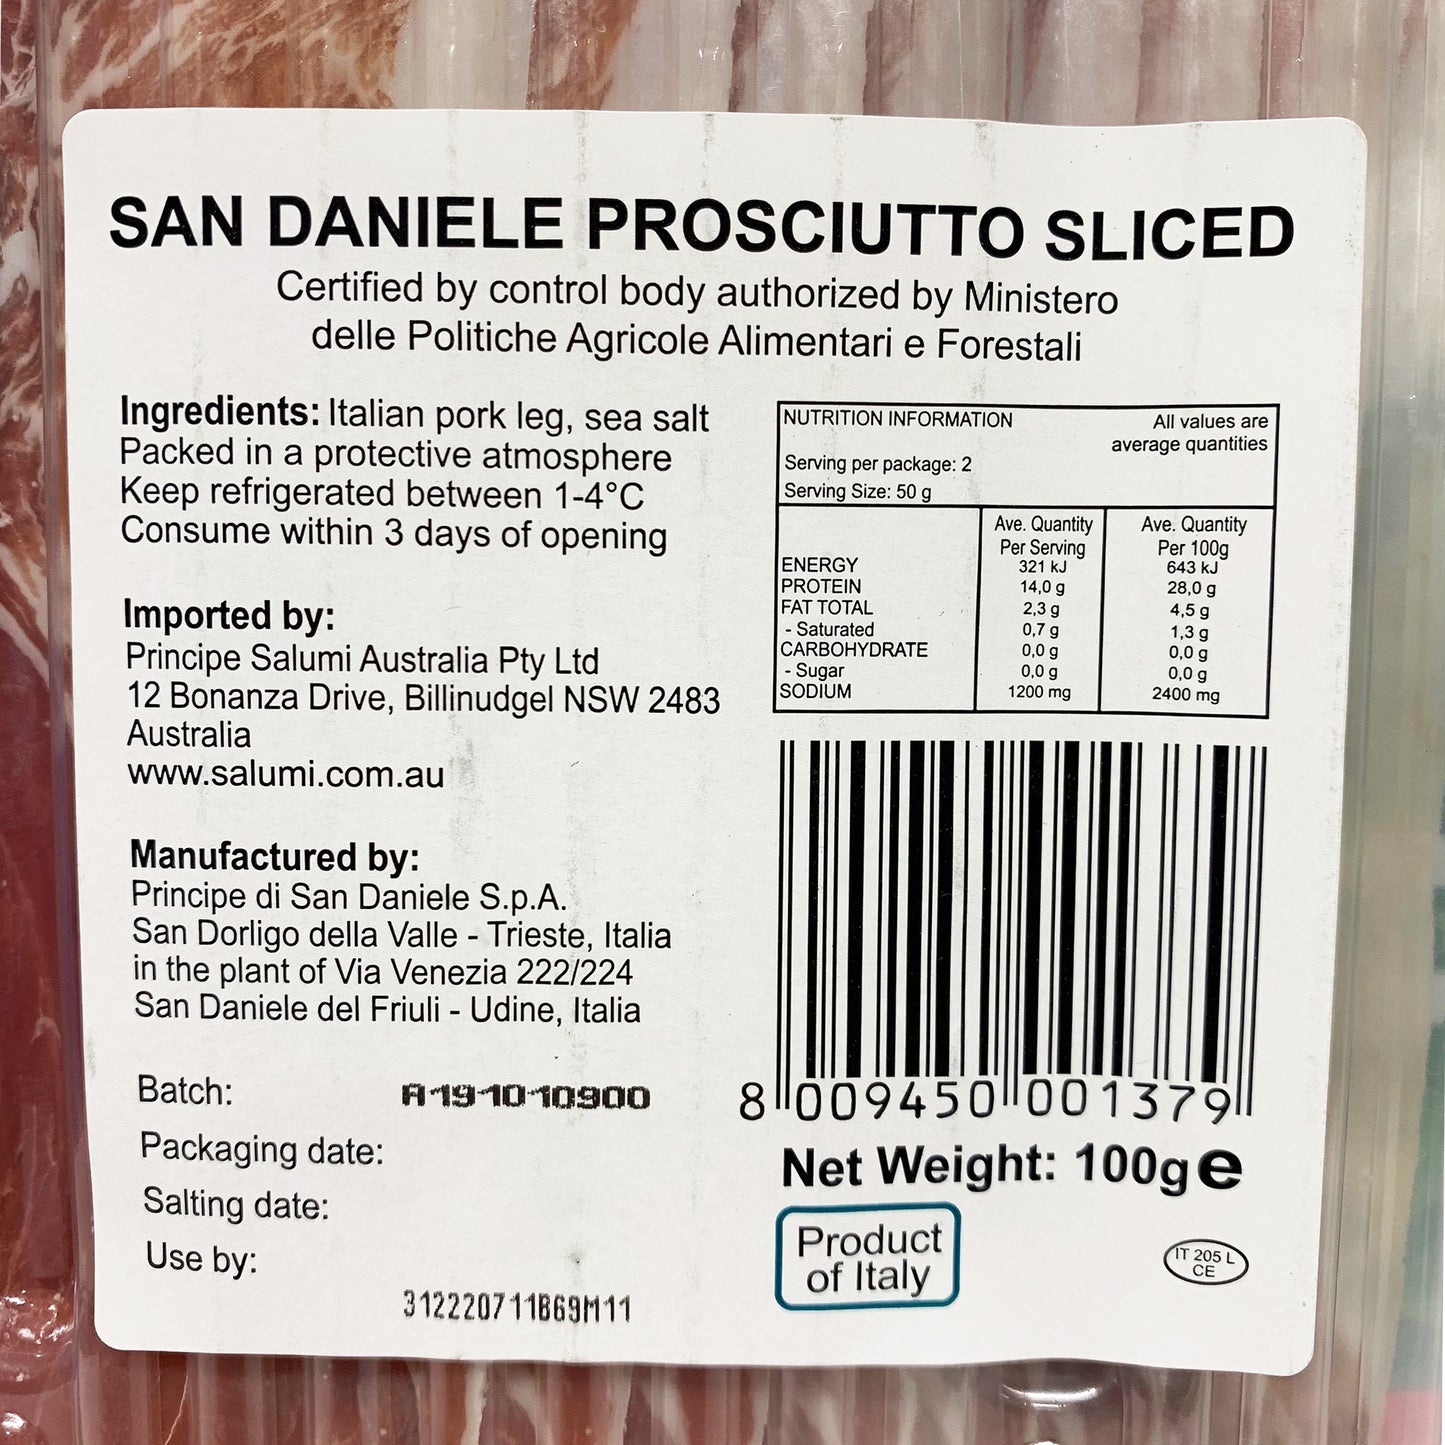 SAN DANIELE PROSCIUTTO SLICED
Certified by control body authorized by Ministero
delle Politiche Agricole Alimentari e Forestali
Ingredients: Italian pork leg, sea salt
Packed in a protective atmosphere
Keep refrigerated between 1-4°C
Consume within 3 days of opening
Imported by:
Principe Salumi Australia Pty Ltd
12 Bonanza Drive, Billinudgel NSW 2483
Australia
www.salumi.com.au
Manufactured by:
Principe di San Daniele S.p.A.
San Dorligo della Valle - Trieste, Italia
in the plant of Via Venezia 222/224
San Daniele del Friuli - Udine, Italia
Batch: A191010900
Packaging date:
Salting date:
Use by:
312220711B69M11
NUTRITION INFORMATION All values are
average quantities
Serving per package: 2
Serving Size: 50 g
Ave. Quantity Ave. Quantity
Per Serving Per 100g
ENERGY 321 kJ 643 kJ
PROTEIN 14,0 g 28,0 g
FAT TOTAL 2,3 g 4,5 g
- Saturated 0,7 g 1,3 g
CARBOHYDRATE 0,0 g 0,0 g
- Sugar 0,0 g 0,0 g
SODIUM 1200 mg 2400 mg
8 009450 001379
Net Weight: 100g e
Product
of Italy
IT 205 L
CE